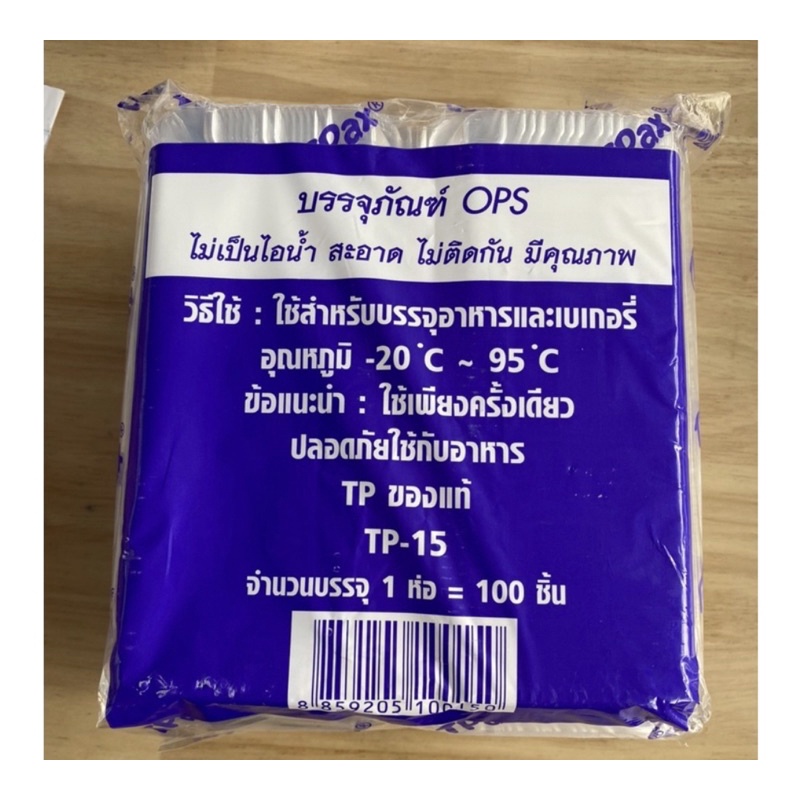 Pax®
Pax®
บรรจุภัณฑ์ OPS
ไม่เป็นไอน้ำ สะอาด ไม่ติดกัน มีคุณภาพ
วิธีใช้ : ใช้สำหรับบรรจุอาหารและเบเกอรี่
อุณหภูมิ -20 ํC ~ 95 ํC
ข้อแนะนำ : ใช้เพียงครั้งเดียว
ปลอดภัยใช้กับอาหาร
TP ของแท้
TP-15
จำนวนบรรจุ 1 ห่อ = 100 ชิ้น
8 859205 100150